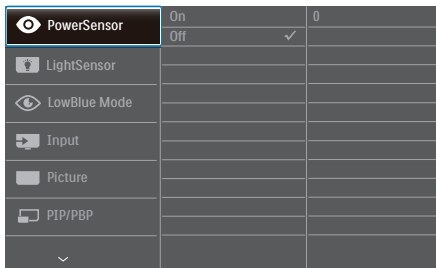 PowerSensor
On
0
Off
LightSensor
LowBlue Mode
Input
Picture
PIP/PBP